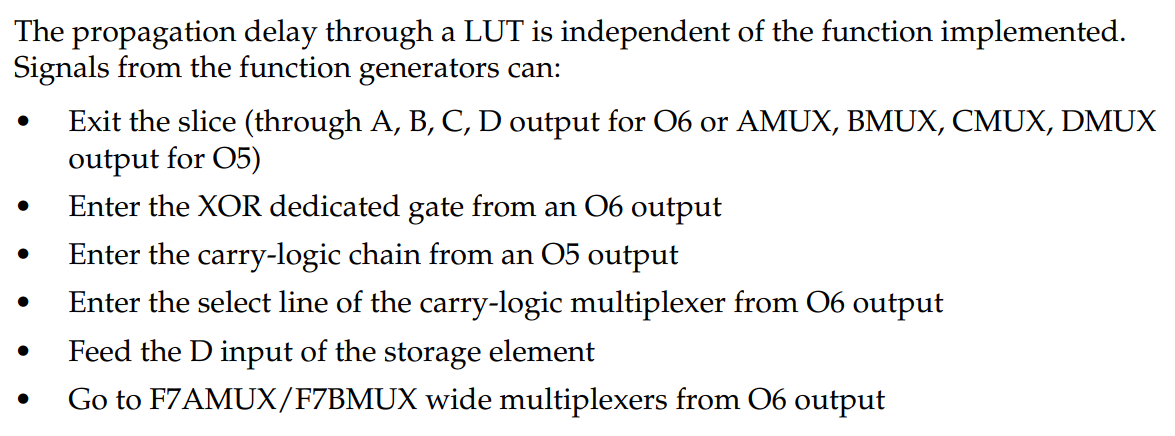 The propagation delay through a LUT is independent of the function implemented.
Signals from the function generators can:
• Exit the slice (through A, B, C, D output for O6 or AMUX, BMUX, CMUX, DMUX
output for O5)
• Enter the XOR dedicated gate from an O6 output
• Enter the carry-logic chain from an O5 output
• Enter the select line of the carry-logic multiplexer from O6 output
• Feed the D input of the storage element
• Go to F7AMUX/F7BMUX wide multiplexers from O6 output